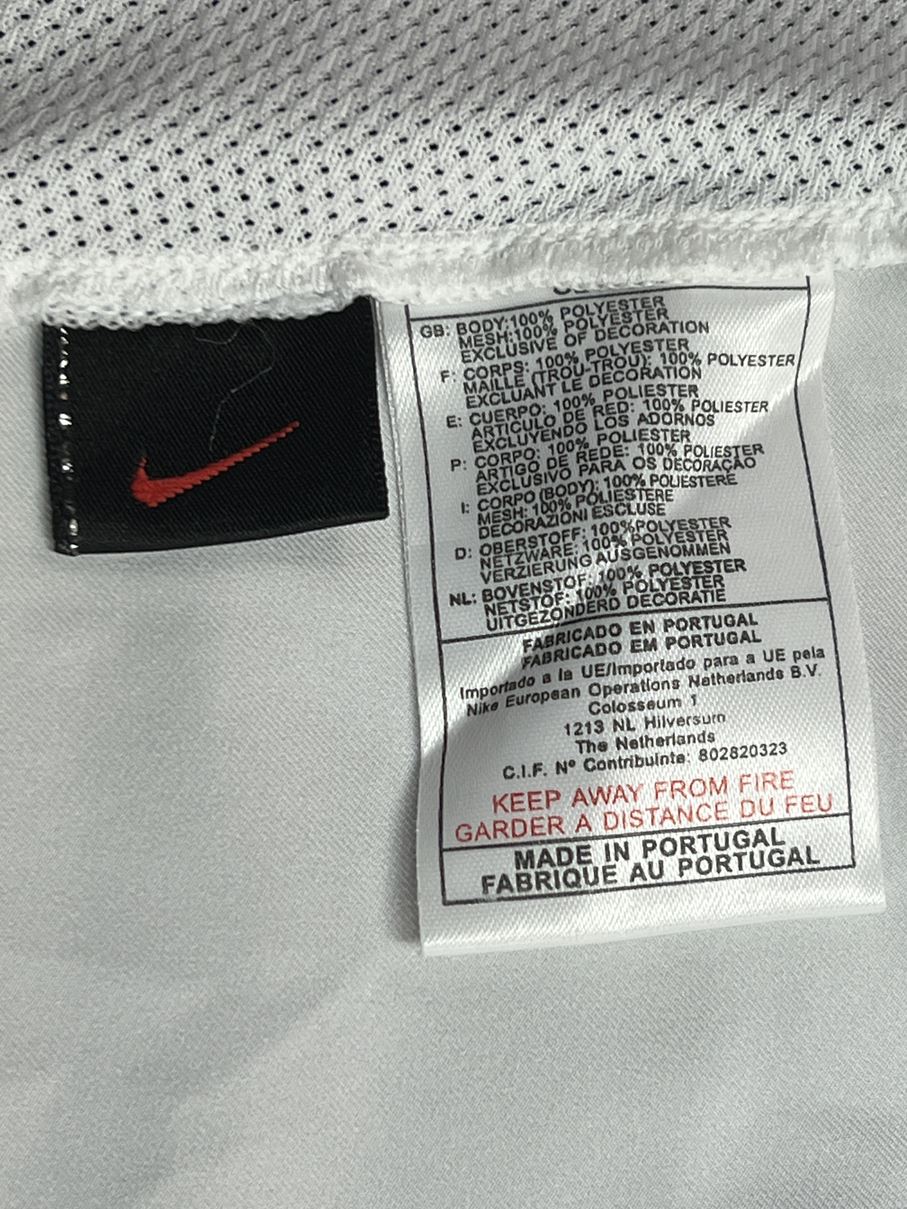 GB: BODY:100% POLYESTER
MESH:100% POLYESTER
EXCLUSIVE OF DECORATION
F: CORPS: 100% POLYESTER
MAILLE (TROU-TROU): 100% POLYESTER
EXCLUANT LE DECORATION
E: CUERPO: 100% POLIESTER
ARTICULO DE RED: 100% POLIESTER
EXCLUYENDO LOS ADORNOS
P: CORPO: 100% POLIESTER
ARTIGO DE REDE: 100% POLIESTER
EXCLUSIVO PARA OS DECORAÇÃO
I: CORPO (BODY): 100% POLIESTERE
MESH: 100% POLIESTERE
DECORAZIONI ESCLUSE
D: OBERSTOFF: 100%POLYESTER
NETZWARE: 100% POLYESTER
VERZIERUNG AUSGENOMMEN
NL: BOVENSTOF: 100% POLYESTER
NETSTOF: 100% POLYESTER
UITGEZONDERD DECORATIE
FABRICADO EN PORTUGAL
FABRICADO EM PORTUGAL
Importado a la UE/Importado para a UE pela
Nike European Operations Netherlands B.V.
Colosseum 1
1213 NL Hilversum
The Netherlands
C.I.F. Nº Contribuinte: 802820323
KEEP AWAY FROM FIRE
GARDER A DISTANCE DU FEU
MADE IN PORTUGAL
FABRIQUE AU PORTUGAL